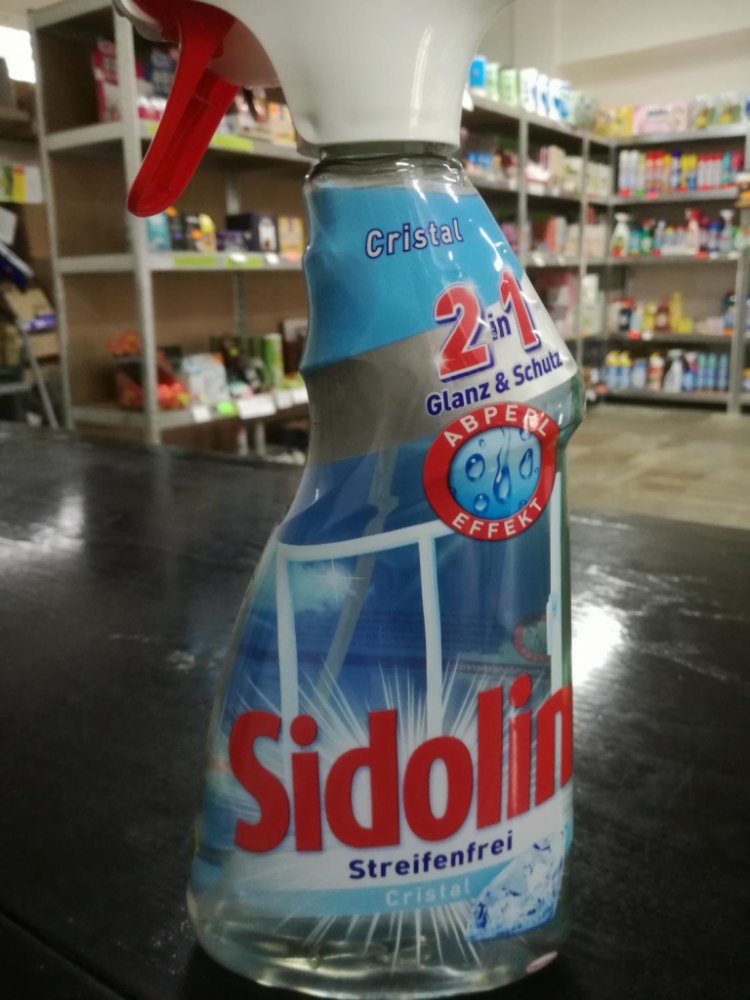 Cristal
2in1
Glanz & Schutz
ABPERL
EFFEKT
Sidolin
Streifenfrei
Cristal